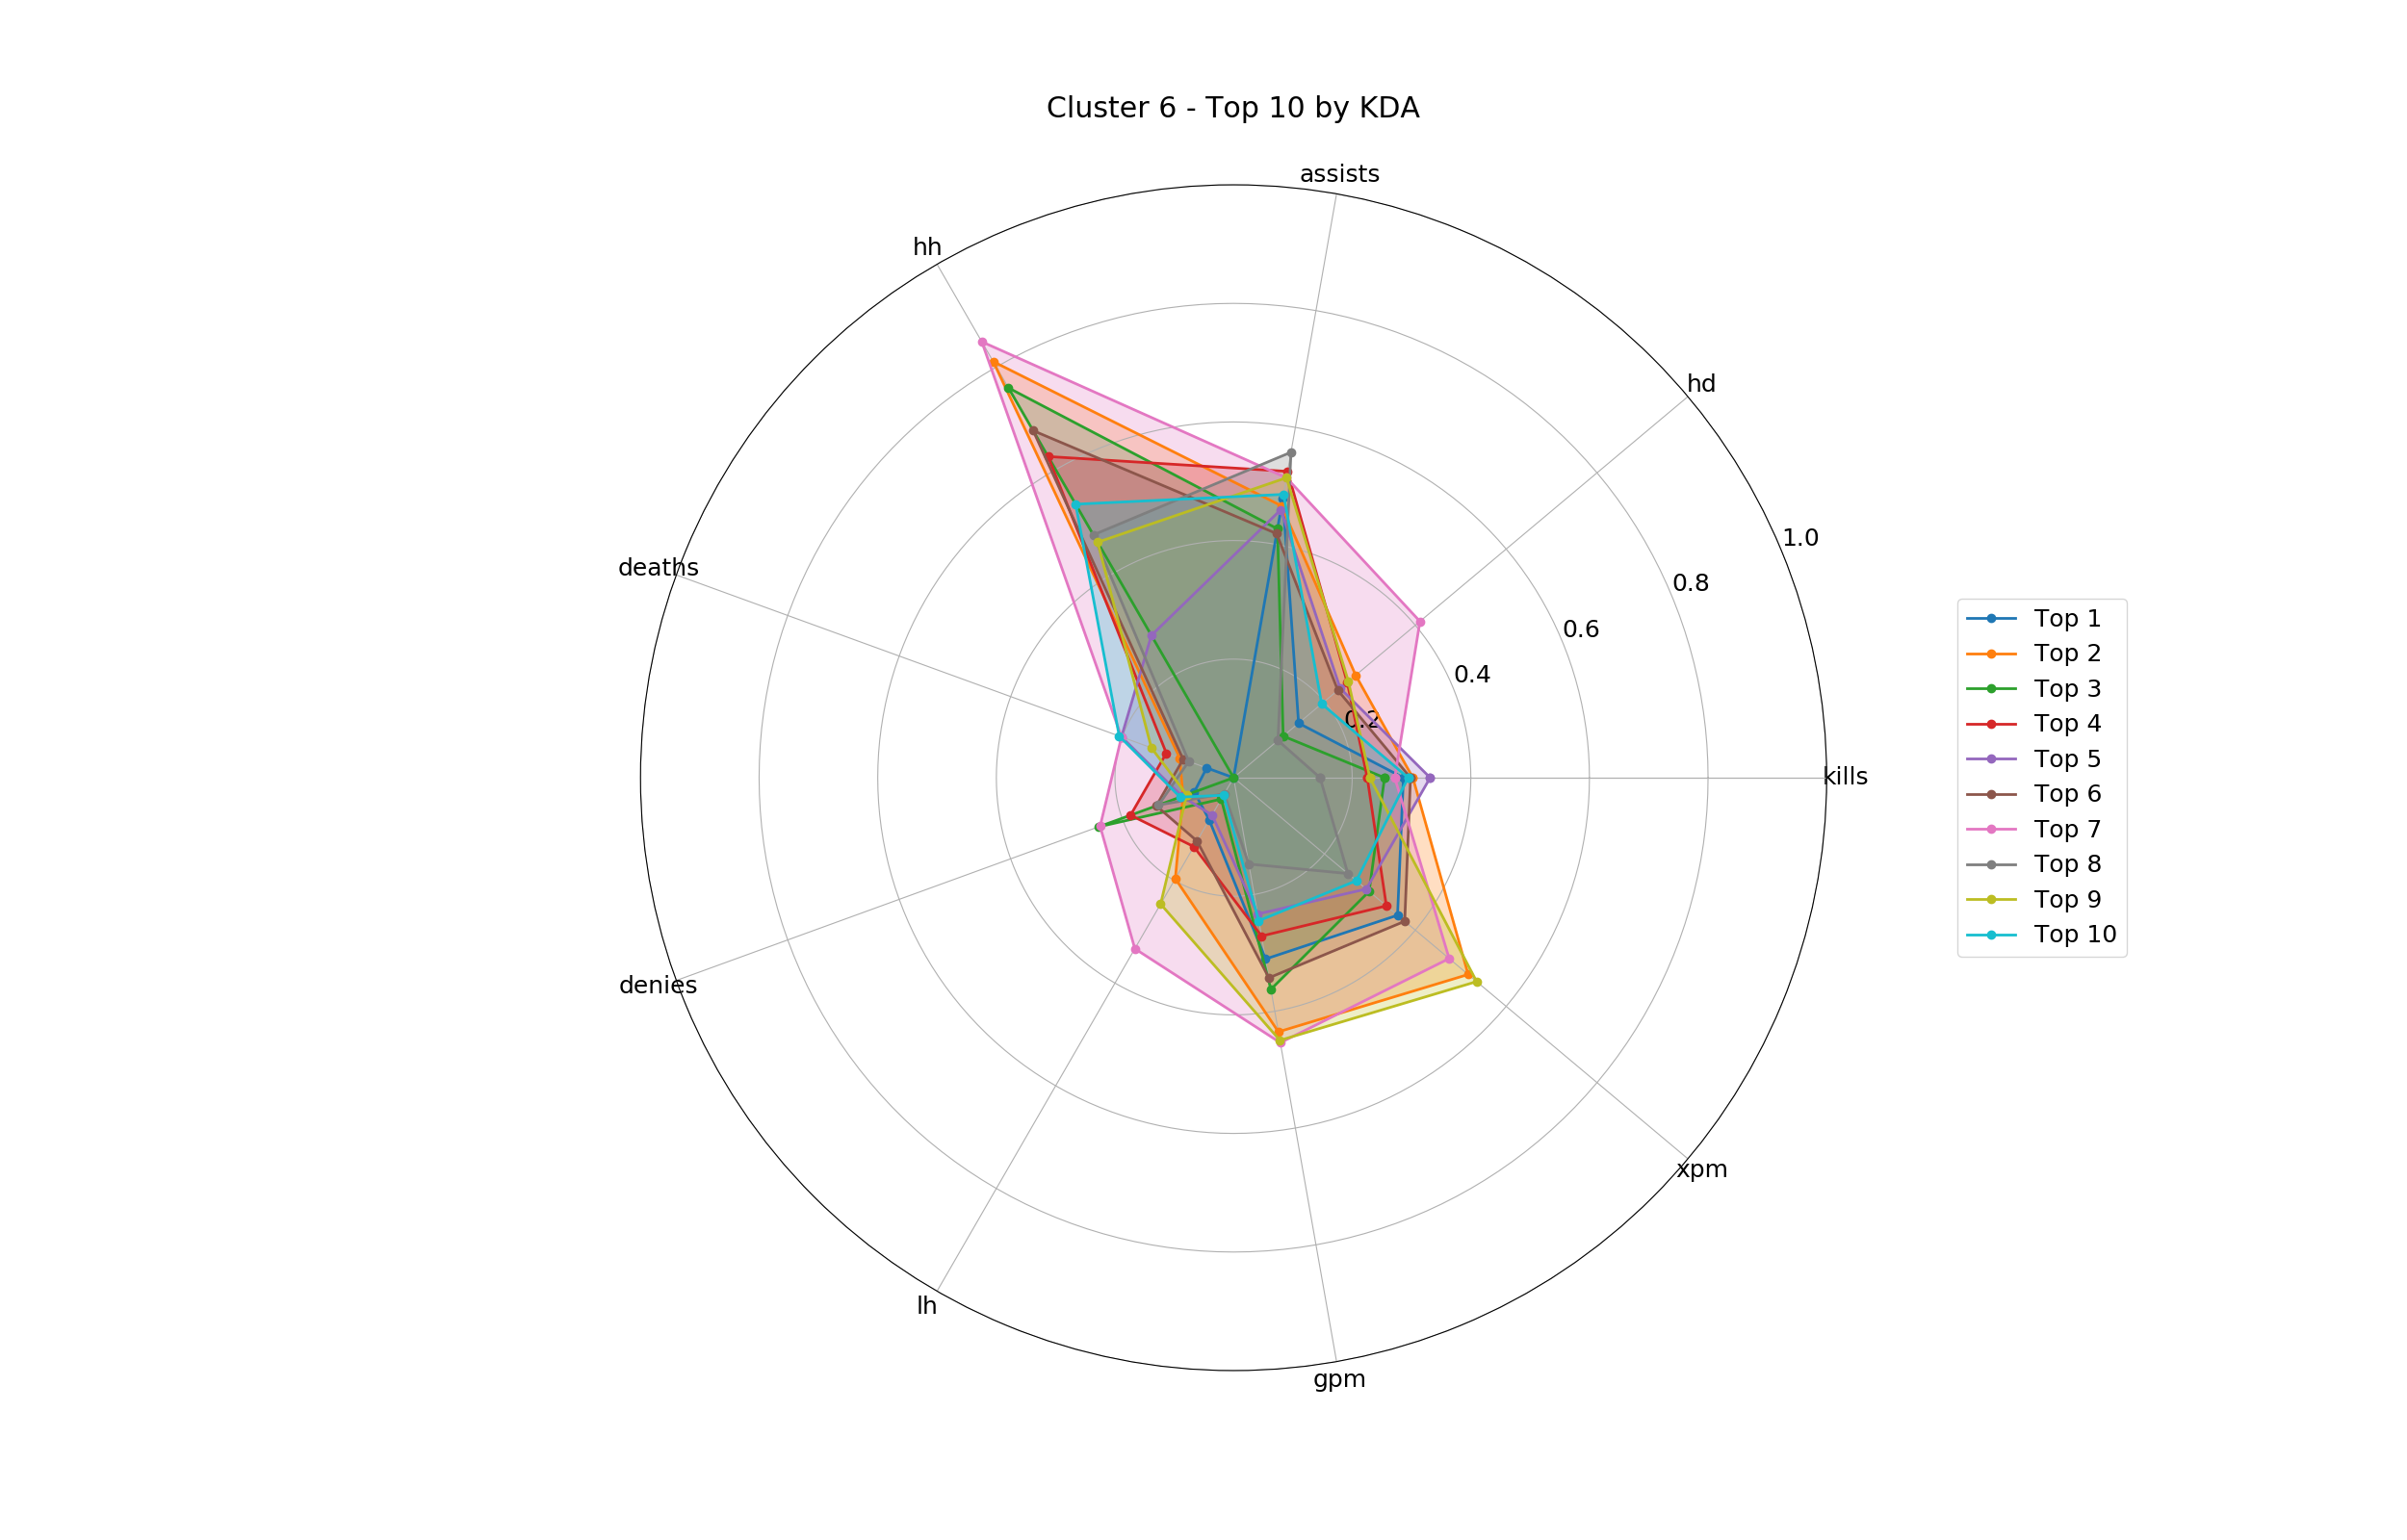 Cluster 6 - Top 10 by KDA
assists
hh
hd
1.0
deaths
0.8
0.6
0.4
0.2
kills
denies
xpm
lh
gpm
Top 1
Top 2
Top 3
Top 4
Top 5
Top 6
Top 7
Top 8
Top 9
Top 10